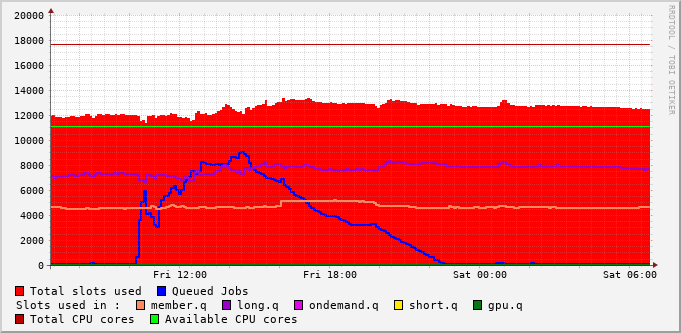 20000
18000
16000
14000
12000
10000
8000
6000
4000
2000
0
Fri 12:00 Fri 18:00 Sat 00:00 Sat 06:00
Total slots used Queued Jobs
Slots used in : member.q long.q ondemand.q short.q gpu.q
Total CPU cores Available CPU cores
RRDTOOL / TOBI OETIKER